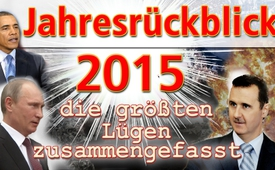 Jahresrückblick
2015
die größten
Lügen
zusammengefasst